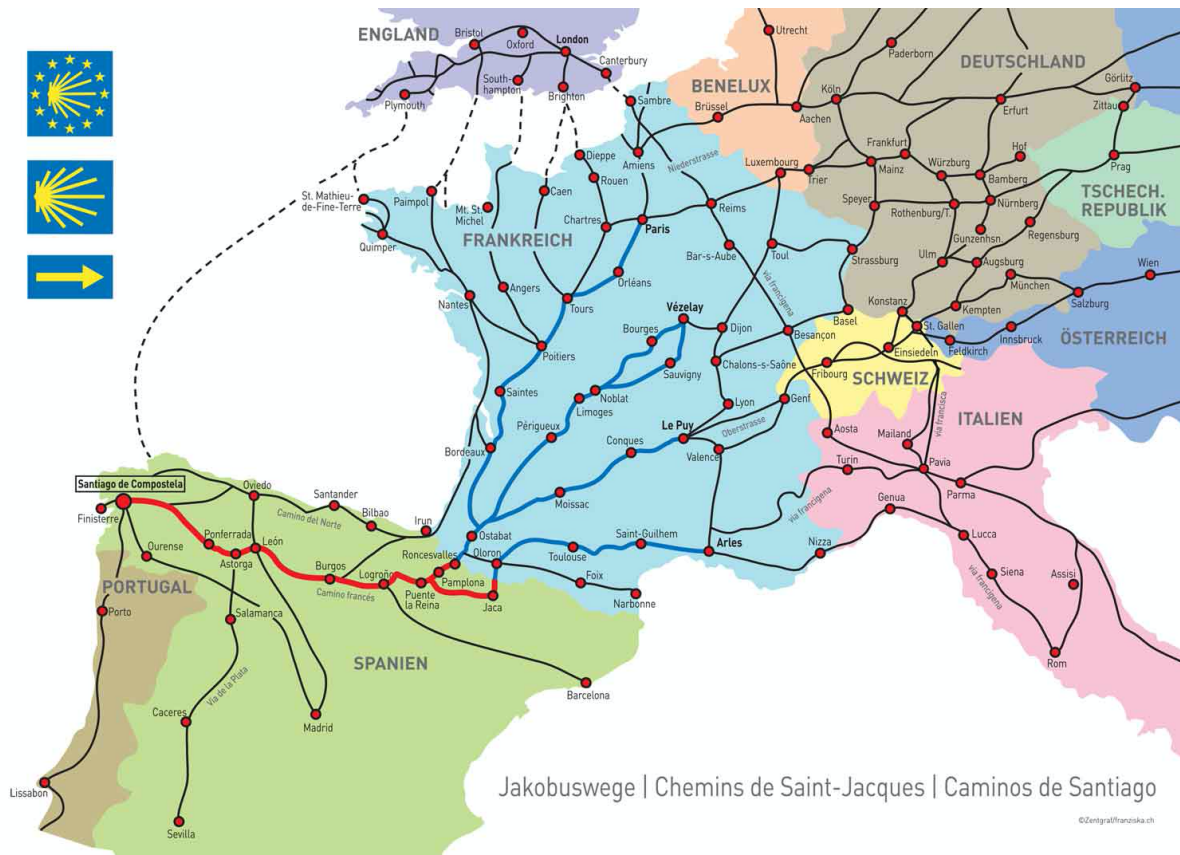 ENGLAND
Bristol
Oxford
London
Canterbury
Plymouth
South-
hampton
Brighton
Utrecht
BENELUX
Brüssel
Aachen
Luxembourg
Paderborn
DEUTSCHLAND
Köln
Erfurt
Görlitz
Zittau
Frankfurt
Mainz
Trier
Würzburg
Hof
Bamberg
Prag
TSCHECH.
REPUBLIK
Speyer
Rothenburg/T.
Nürnberg
Gunzenhsn.
Regensburg
Strassburg
Ulm
Augsburg
München
Kempten
Konstanz
Wien
Salzburg
ÖSTERREICH
Innsbruck
Feldkirch
St. Gallen
Einsiedeln
Basel
Fribourg
SCHWEIZ
Genf
Sambre
Amiens
Niederstrasse
Dieppe
Rouen
Caen
Mt. St.
Michel
Paimpol
St. Mathieu-
de-Fine-Terre
Quimper
FRANKREICH
Chartres
Paris
Reims
Bar-s-Aube
Toul
via francigena
Orléans
Tours
Angers
Nantes
Poitiers
Vézelay
Bourges
Sauvigny
Dijon
Besançon
Chalons-s-Saône
Saintes
Noblat
Limoges
Périgueux
Lyon
Le Puy
Oberstrasse
Valence
Conques
Moissac
Bordeaux
Ostabat
Oloron
Toulouse
Saint-Guilhem
Arles
Foix
Narbonne
Nizza
ITALIEN
Aosta
Mailand
via francisca
Turin
Pavia
Parma
via francigena
Genua
Lucca
Siena
Assisi
via francigena
Rom
Santiago de Compostela
Finisterre
Oviedo
Santander
Bilbao
Irun
Camino del Norte
Ponferrada
Astorga
León
Ourense
Burgos
Camino francés
Logroño
Puente
la Reina
Pamplona
Roncesvalles
Jaca
PORTUGAL
Porto
Lissabon
Salamanca
Via de la Plata
Caceres
Sevilla
Madrid
SPANIEN
Barcelona
Jakobuswege | Chemins de Saint-Jacques | Caminos de Santiago
©Zentgraf/franziska.ch